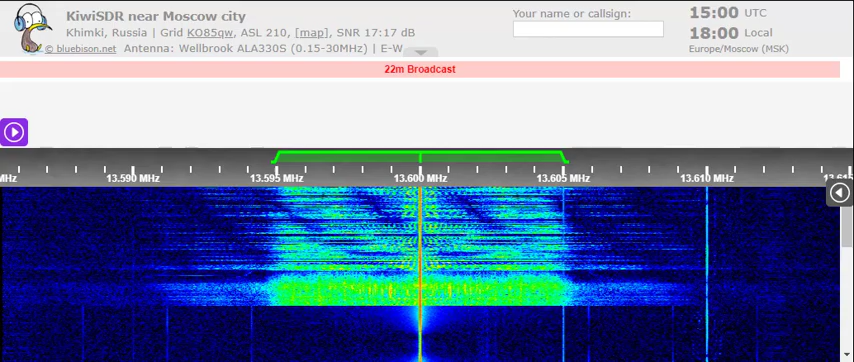 KiwiSDR near Moscow city
Khimki, Russia | Grid KO85qw, ASL 210, [map], SNR 17:17 dB
© bluebison.net Antenna: Wellbrook ALA330S (0.15-30MHz) | E-W
Your name or callsign:
15:00 UTC
18:00 Local
Europe/Moscow (MSK)
22m Broadcast
MHz 13.590 MHz 13.595 MHz 13.600 MHz 13.605 MHz 13.610 MHz 13.615